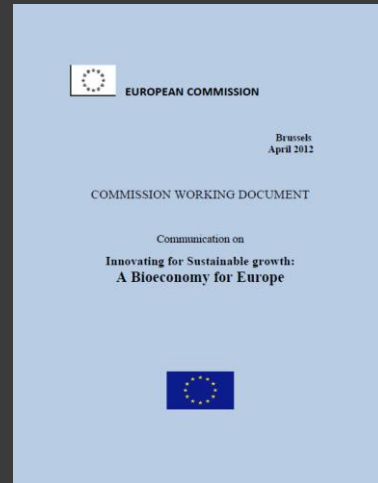 EUROPEAN COMMISSION
Brussels
April 2012
COMMISSION WORKING DOCUMENT
Communication on
Innovating for Sustainable growth:
A Bioeconomy for Europe